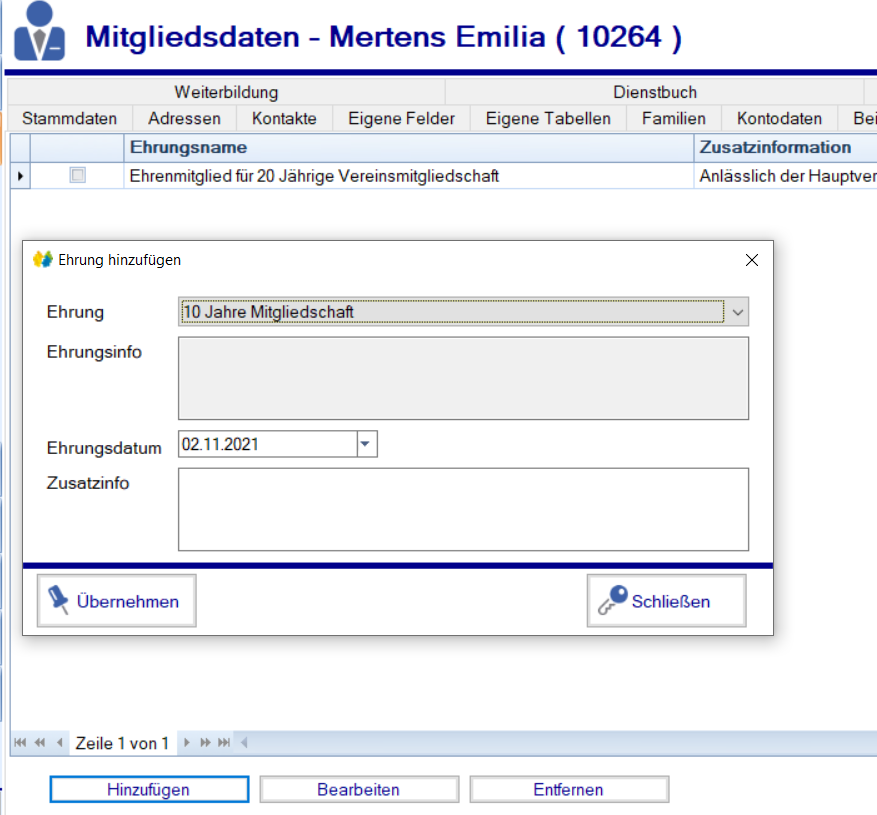 Mitgliedsdaten - Mertens Emilia ( 10264 )
Weiterbildung Dienstbuch
Stammdaten Adressen Kontakte Eigene Felder Eigene Tabellen Familien Kontodaten Bei
Ehrungsname Zusatzinformation
Ehrenmitglied für 20 Jährige Vereinsmitgliedschaft Anlässlich der Hauptver
Ehrung hinzufügen
Ehrung 10 Jahre Mitgliedschaft
Ehrungsinfo
Ehrungsdatum 02.11.2021
Zusatzinfo
Übernehmen Schließen
Zeile 1 von 1
Hinzufügen Bearbeiten Entfernen